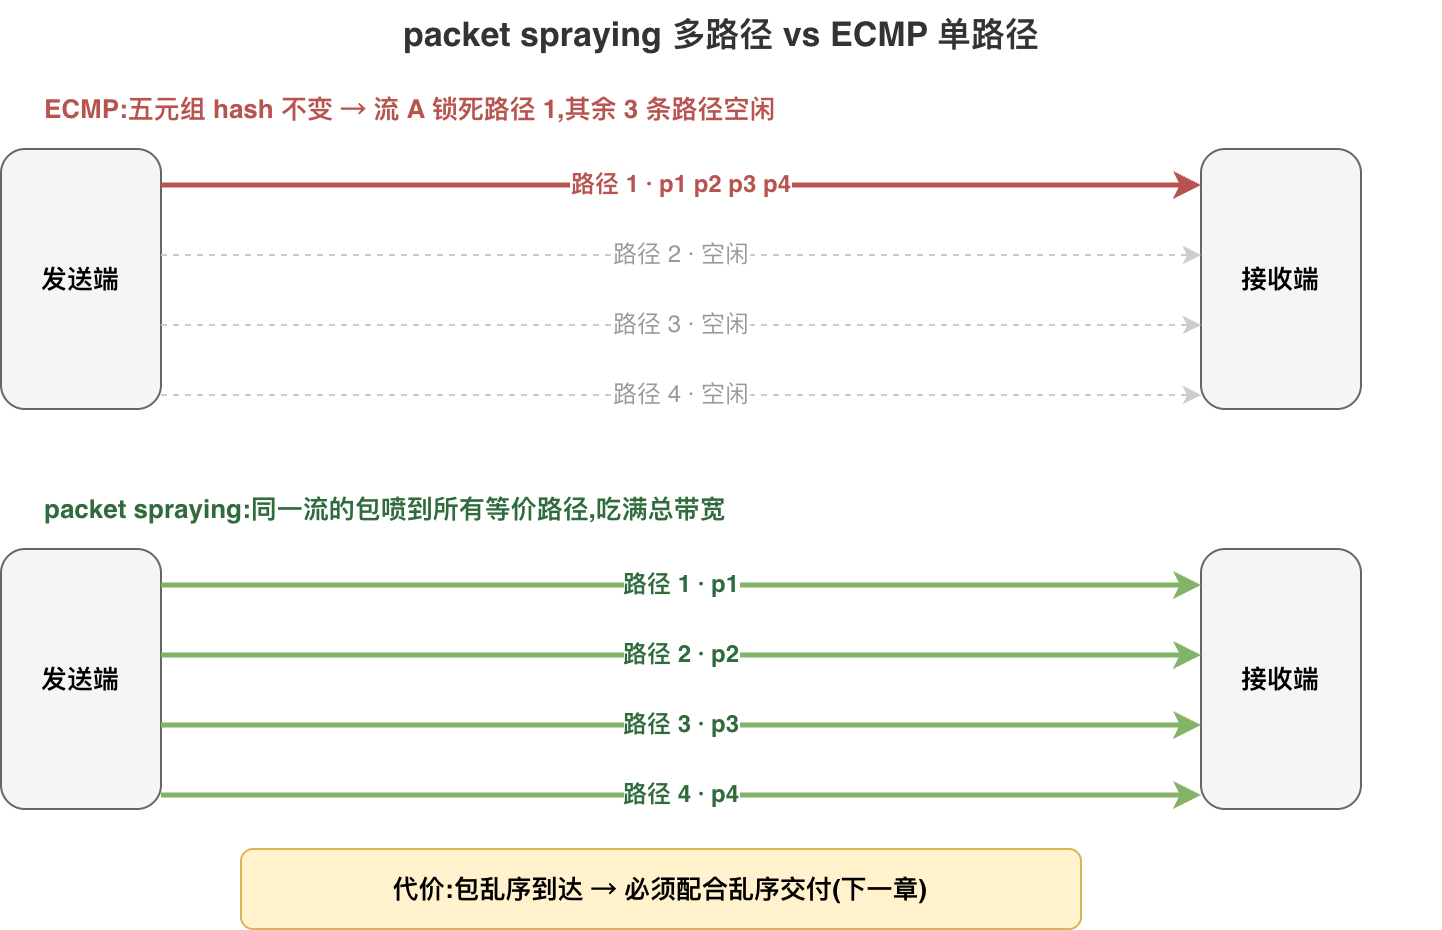 packet spraying 多路径 vs ECMP 单路径
ECMP:五元组 hash 不变 → 流 A 锁死路径 1,其余 3 条路径空闲
发送端
路径 1 · p1 p2 p3 p4
路径 2 · 空闲
路径 3 · 空闲
路径 4 · 空闲
接收端
packet spraying:同一流的包喷到所有等价路径,吃满总带宽
发送端
路径 1 · p1
路径 2 · p2
路径 3 · p3
路径 4 · p4
接收端
代价:包乱序到达 → 必须配合乱序交付(下一章)